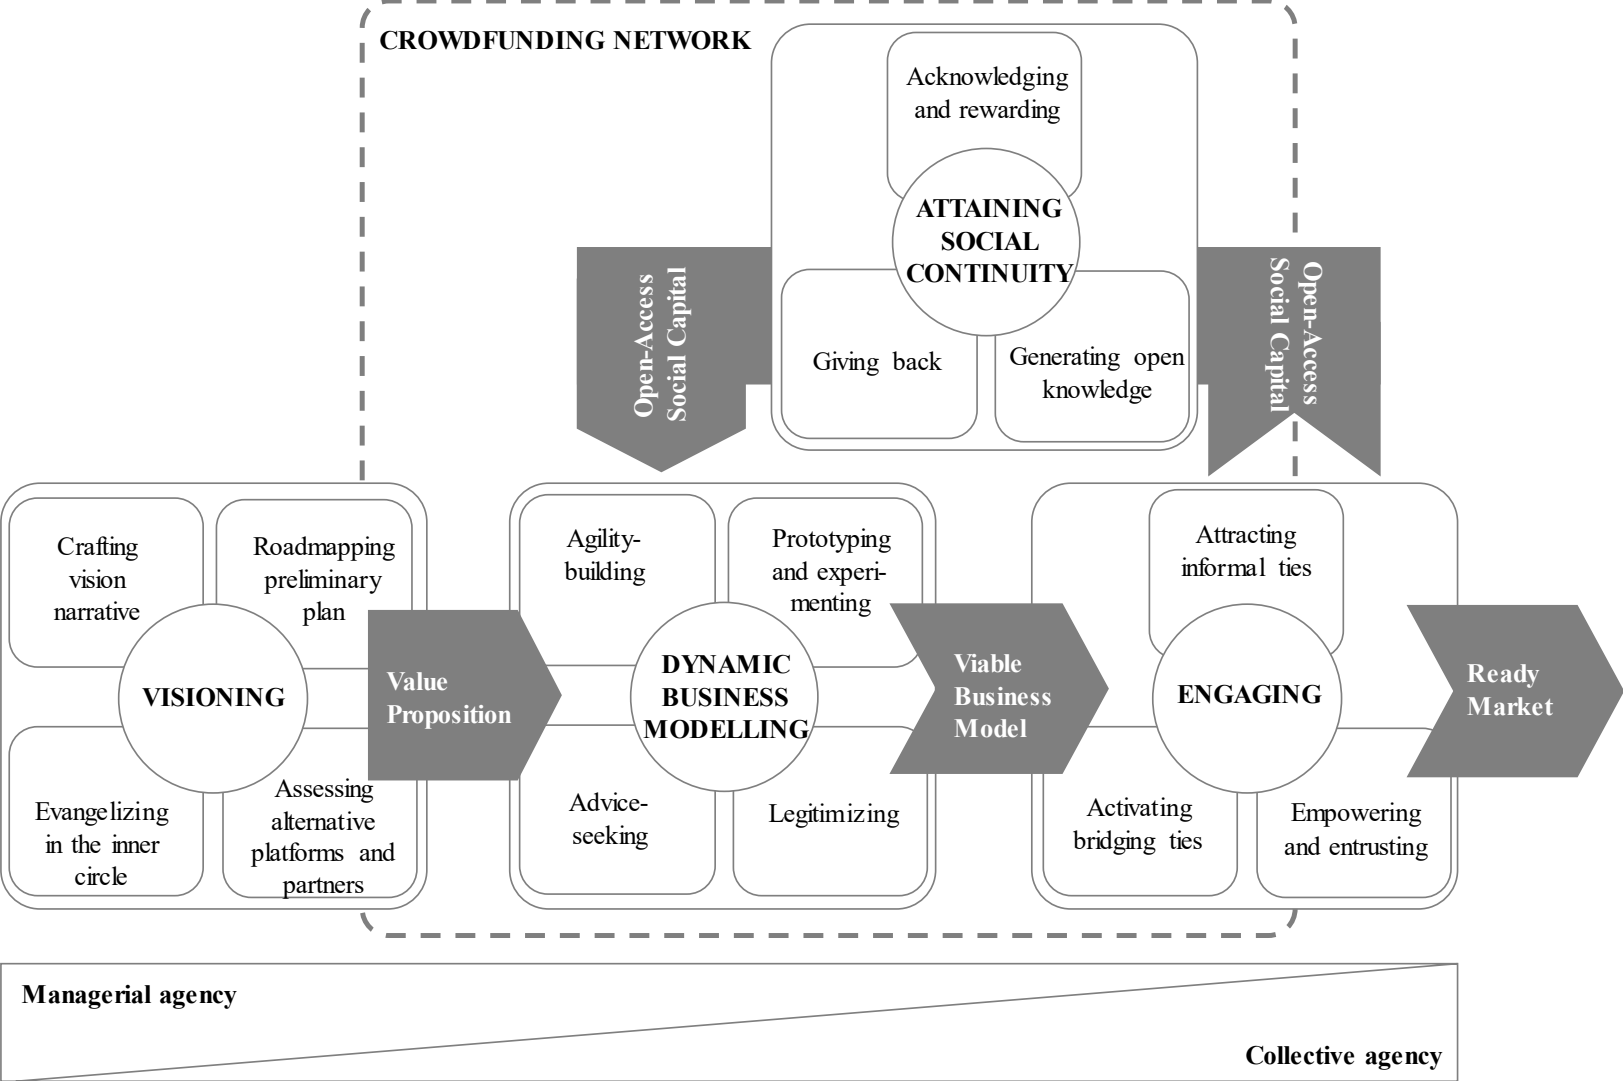 CROWDFUNDING NETWORK
Acknowledging
and rewarding
ATTAINING
SOCIAL
CONTINUITY
Giving back
Generating open
knowledge
Open-Access
Social Capital
Open-Access
Social Capital
Crafting
vision
narrative
Roadmapping
preliminary
plan
VISIONING
Evangelizing
in the inner
circle
Assessing
alternative
platforms and
partners
Value
Proposition
Agility-
building
Prototyping
and experi-
menting
DYNAMIC
BUSINESS
MODELLING
Advice-
seeking
Legitimizing
Viable
Business
Model
Attracting
informal ties
ENGAGING
Activating
bridging ties
Empowering
and entrusting
Ready
Market
Managerial agency
Collective agency